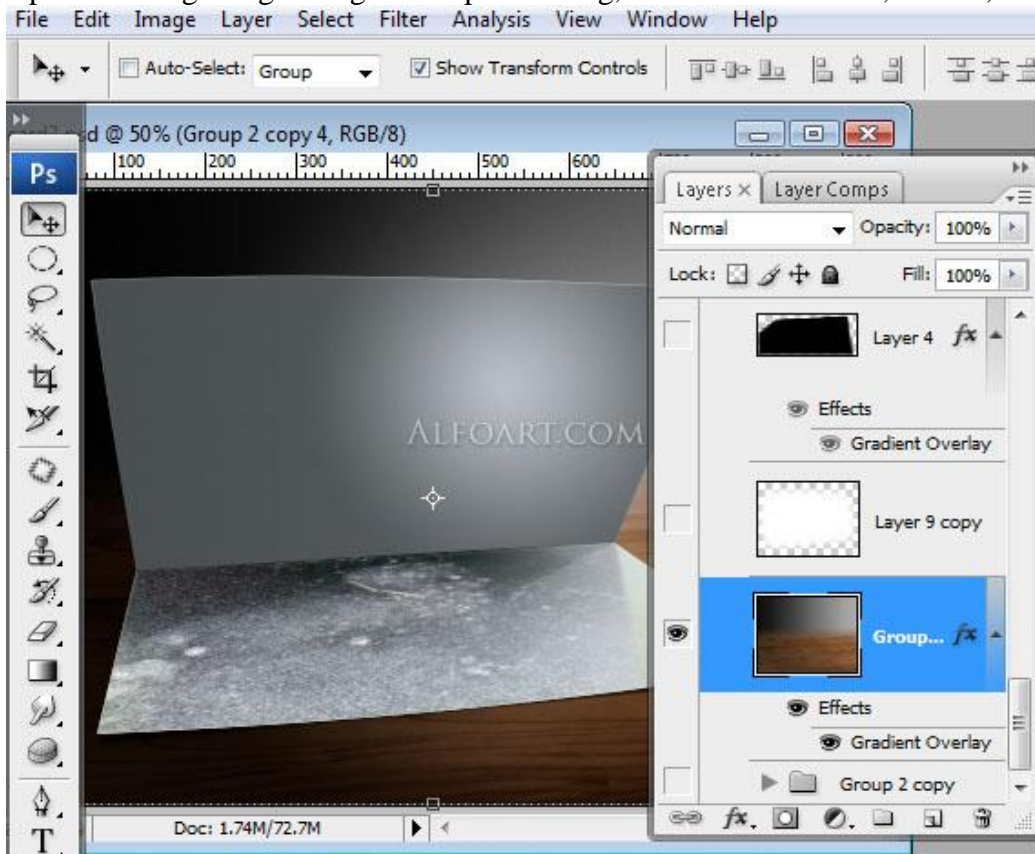 File Edit Image Layer Select Filter Analysis View Window Help
Auto-Select: Group Show Transform Controls
d @ 50% (Group 2 copy 4, RGB/8)
Ps
100 200 300 400 500 600
Layers × Layer Comps
Normal Opacity: 100%
Lock: Fill: 100%
Layer 4 fx
Effects
Gradient Overlay
ALFOART.COM
Layer 9 copy
Group... fx
Effects
Gradient Overlay
Group 2 copy
fx.
T
Doc: 1.74M/72.7M